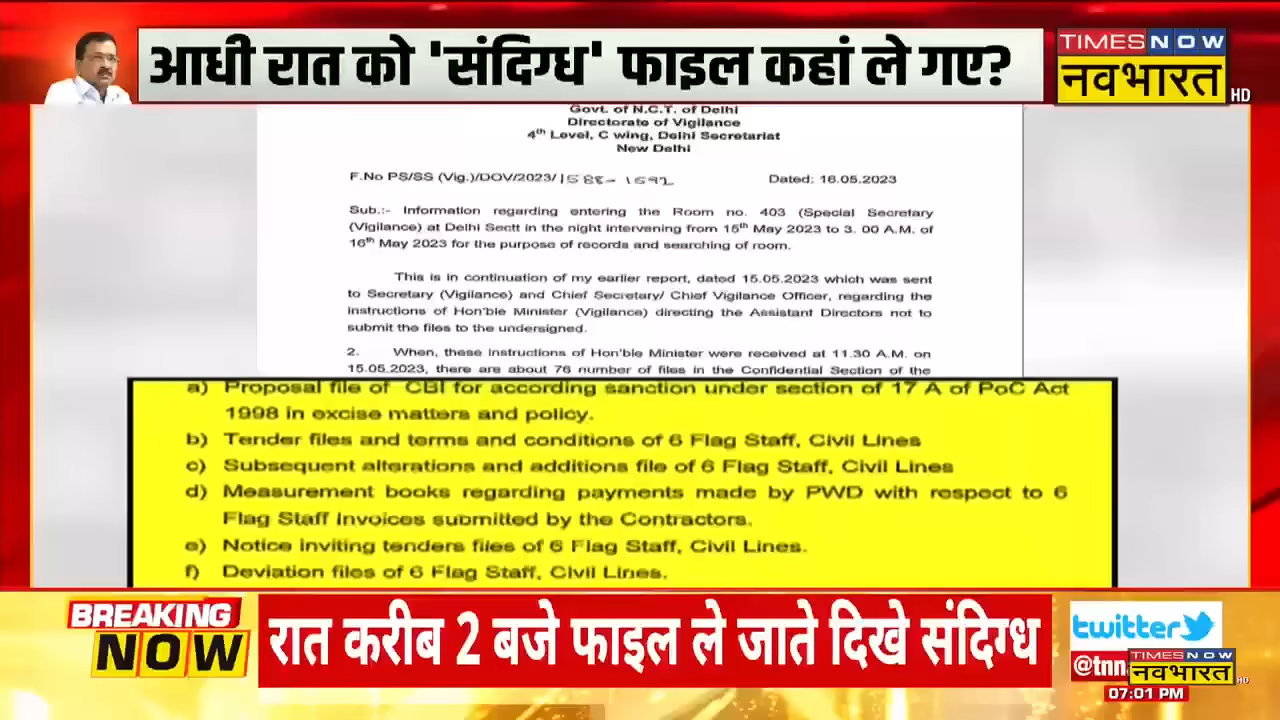 आधी रात को 'संदिग्ध' फाइल कहां ले गए?
TIMES NOW
नवभारत
HD
Govt. of N.C.T. of Delhi
Directorate of Vigilance
4th Level, C wing, Delhi Secretariat
New Delhi
F.No PS/SS (Vig.)/DOV/2023/1588-1592 Dated: 16.05.2023
Sub.:- Information regarding entering the Room no. 403 (Special Secretary
(Vigilance) at Delhi Sectt in the night intervening from 15th May 2023 to 3. 00 A.M. of
16th May 2023 for the purpose of records and searching of room.
This is in continuation of my earlier report, dated 15.05.2023 which was sent
to Secretary (Vigilance) and Chief Secretary/ Chief Vigilance Officer, regarding the
instructions of Hon'ble Minister (Vigilance) directing the Assistant Directors not to
submit the files to the undersigned.
2. When, these instructions of Hon'ble Minister were received at 11.30 A.M. on
15.05.2023, there are about 76 number of files in the Confidential Section of the
a) Proposal file of CBI for according sanction under section of 17 A of PoC Act
1998 in excise matters and policy.
b) Tender files and terms and conditions of 6 Flag Staff, Civil Lines
c) Subsequent alterations and additions file of 6 Flag Staff, Civil Lines
d) Measurement books regarding payments made by PWD with respect to 6
Flag Staff Invoices submitted by the Contractors.
e) Notice inviting tenders files of 6 Flag Staff, Civil Lines.
f) Deviation files of 6 Flag Staff, Civil Lines.
BREAKING
NOW
रात करीब 2 बजे फाइल ले जाते दिखे संदिग्ध
twitter
@tnn
TIMES NOW
नवभारत
HD
07:01 PM